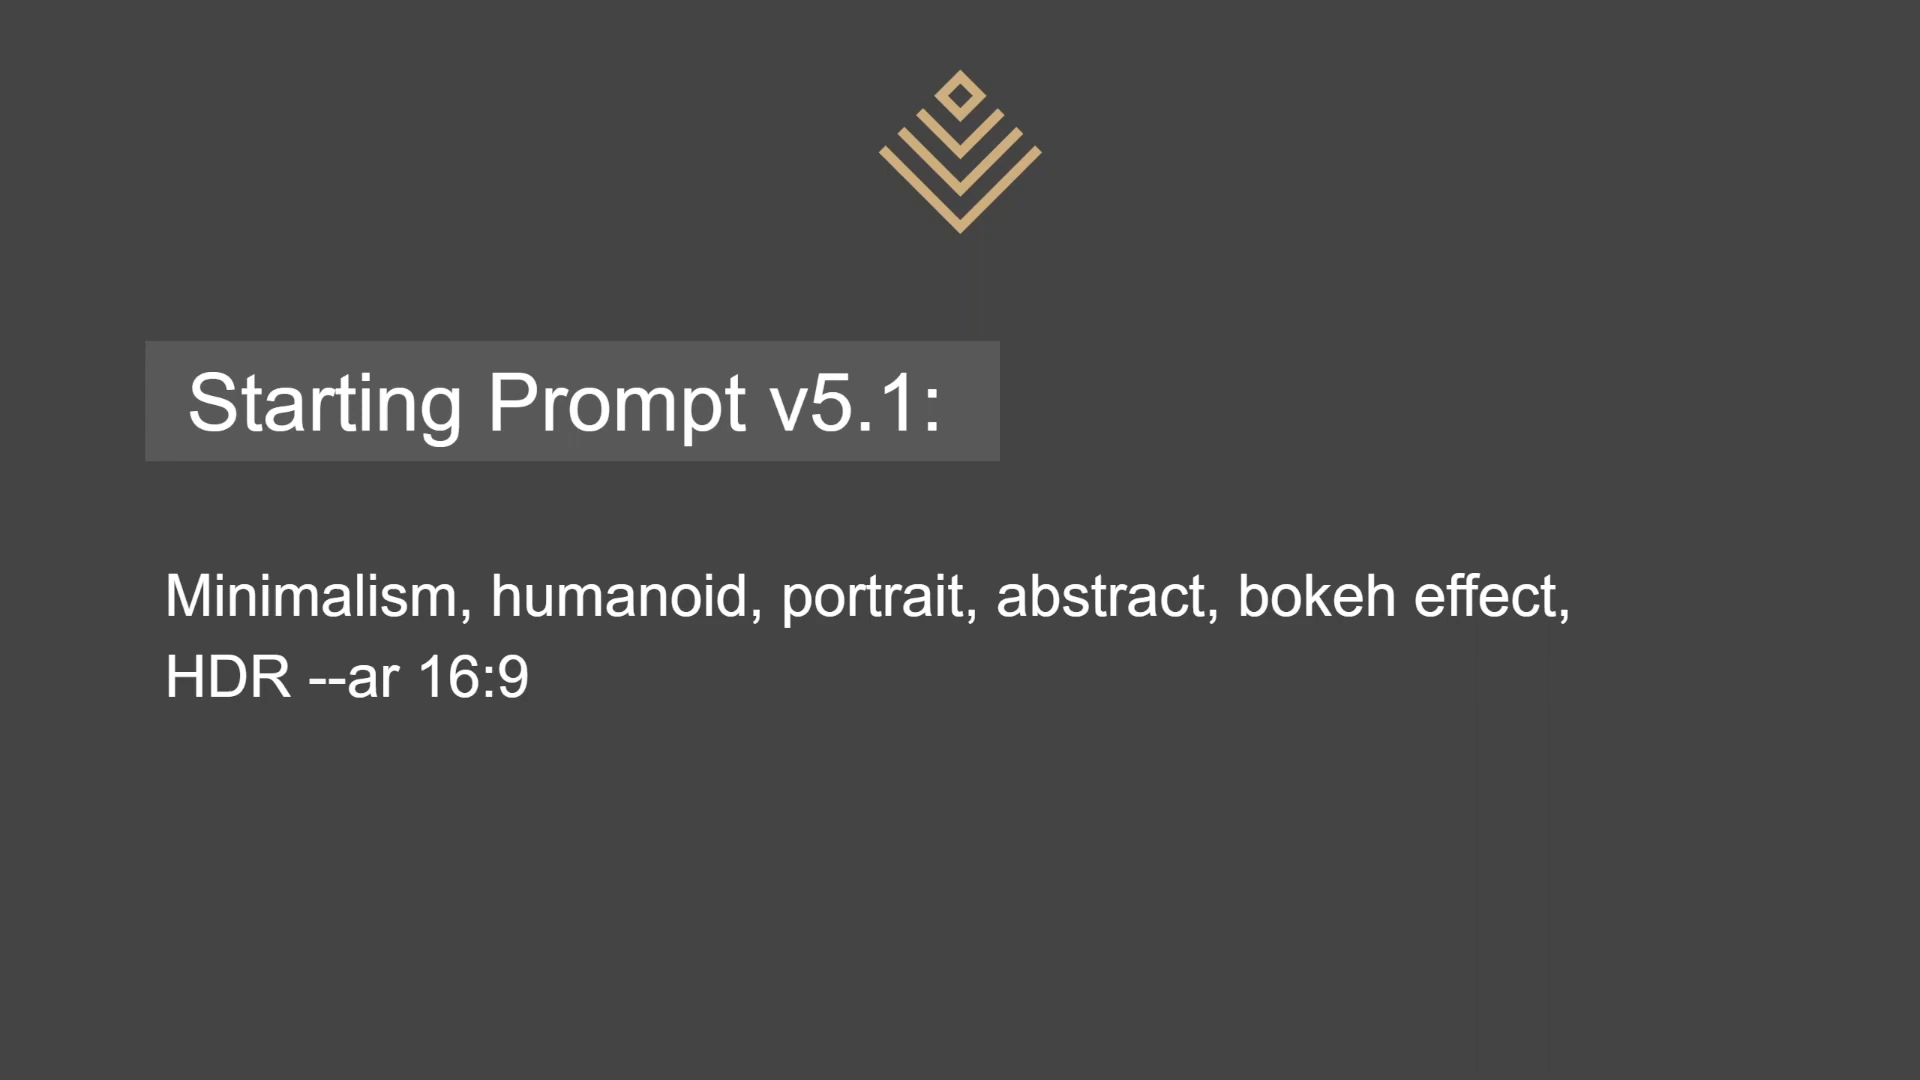 Starting Prompt v5.1:
Minimalism, humanoid, portrait, abstract, bokeh effect,
HDR --ar 16:9